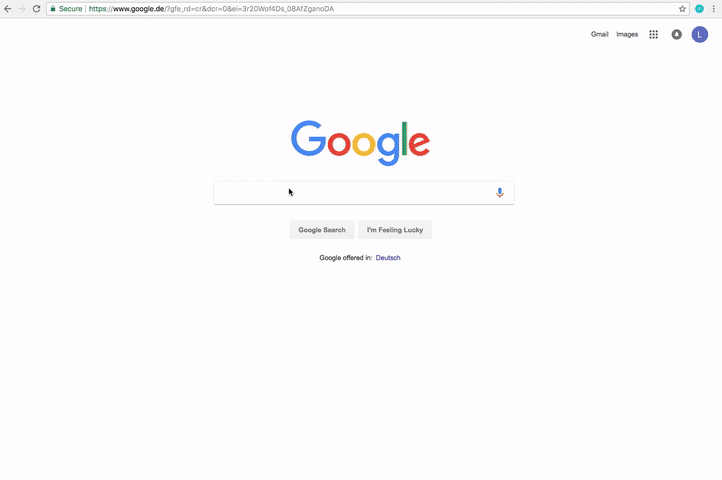 Secure https://www.google.de/?gfe_rd=cr&dcr=0&ei=3r20Wof4Ds_08AfZganoDA
Gmail Images L
Google
Google Search I'm Feeling Lucky
Google offered in: Deutsch